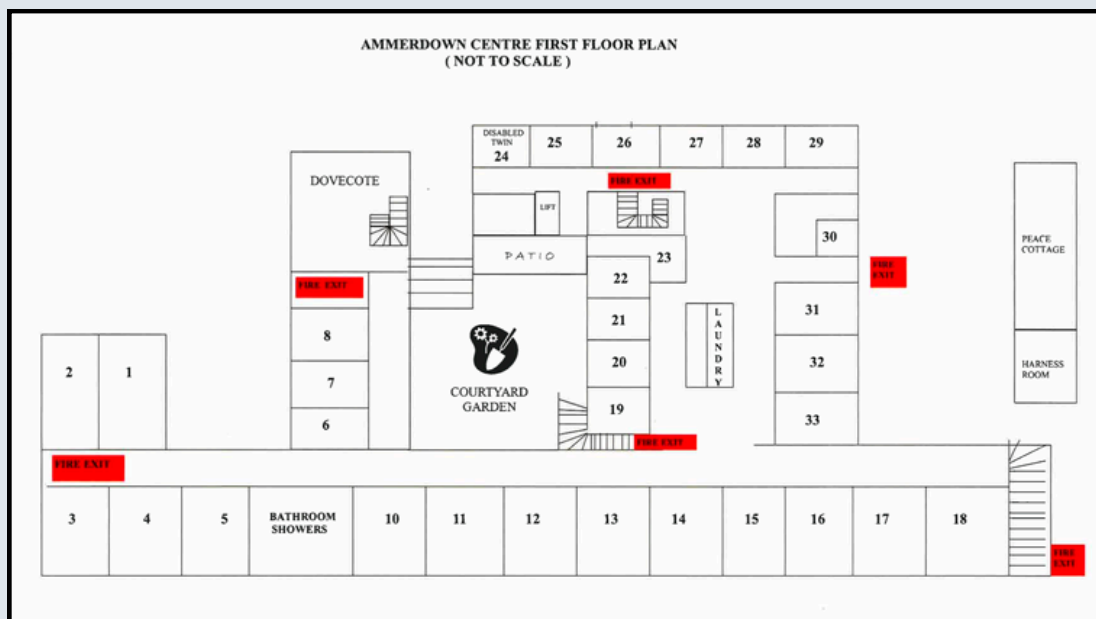 AMMERDOWN CENTRE FIRST FLOOR PLAN
( NOT TO SCALE )
DISABLED
TWIN
24
25
26
27
28
29
DOVECOTE
FIRE EXIT
LIFT
30
PEACE
COTTAGE
PATIO
23
FIRE
EXIT
22
FIRE EXIT
31
21
LAUNDRY
8
20
32
HARNESS
ROOM
2
1
7
COURTYARD
GARDEN
19
33
6
FIRE EXIT
FIRE EXIT
3
4
5
BATHROOM
SHOWERS
10
11
12
13
14
15
16
17
18
FIRE
EXIT